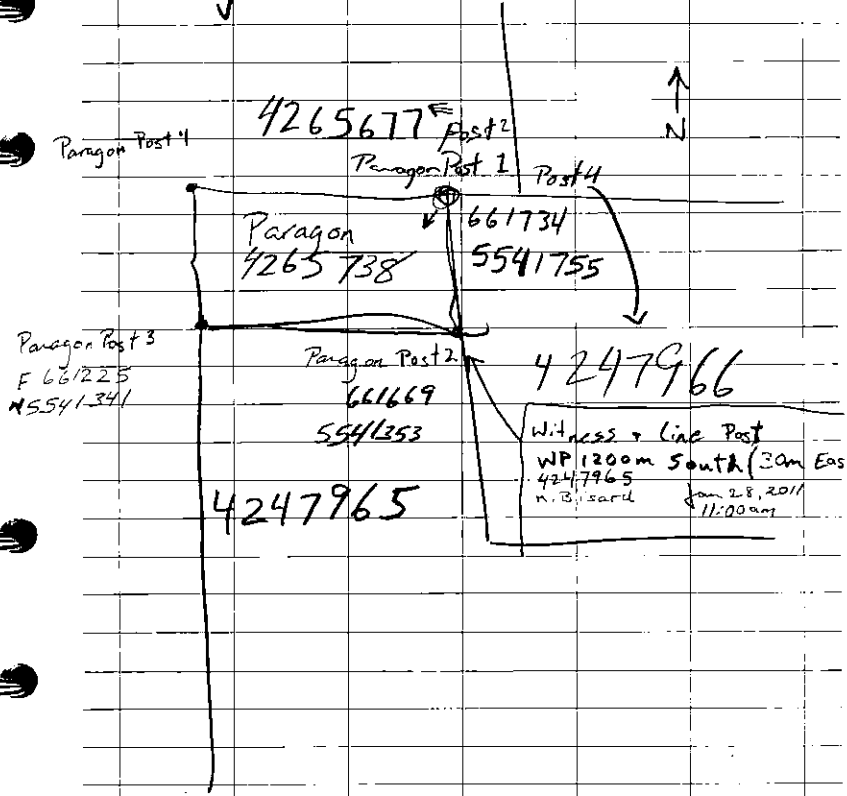 4265677 ← Post 2
Paragon Post 4
Paragon Post 1
Post 4
N
661734
5541755
Paragon
4265738
Paragon Post 3
E 661225
N 5541341
Paragon Post 2
661669
5541353
4247966
Witness + Line Post
WP 1200m South (30m Eas
4247965
Jan 28, 2011
11:00am
4247965